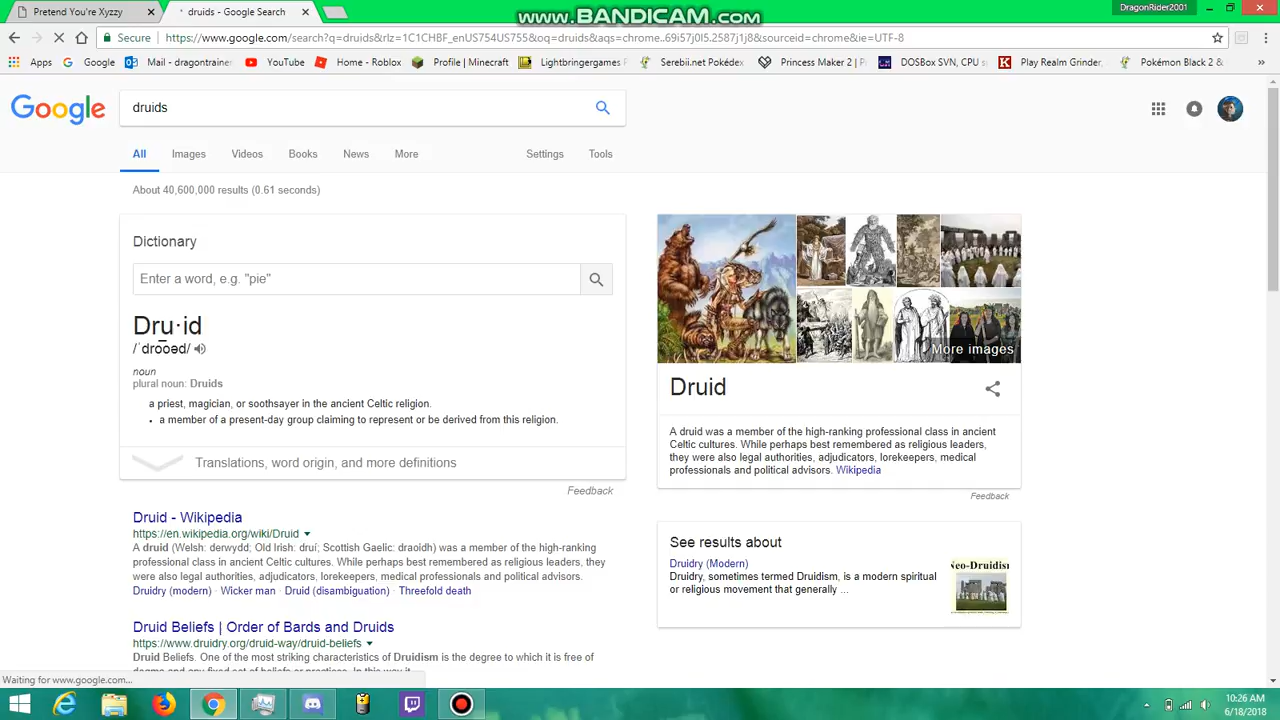 www.BANDICAM.com
Pretend You're Xyzzy
druids - Google Search
DragonRider2001
Secure
https://www.google.com/search?q=druids&rlz=1C1CHBF_enUS754US755&oq=druids&aqs=chrome..69i57j0l5.2587j1j8&sourceid=chrome&ie=UTF-8
Apps
Google
Mail - dragontrainer
YouTube
Home - Roblox
Profile | Minecraft
Lightbringergames F
Serebii.net Pokédex
Princess Maker 2 | P
DOSBox SVN, CPU s
Play Realm Grinder,
Pokémon Black 2 &
»
Google
druids
All
Images
Videos
Books
News
More
Settings
Tools
About 40,600,000 results (0.61 seconds)
Dictionary
Enter a word, e.g. "pie"
Dru·id
/ˈdro͞oəd/
noun
plural noun: Druids
a priest, magician, or soothsayer in the ancient Celtic religion.
• a member of a present-day group claiming to represent or be derived from this religion.
Translations, word origin, and more definitions
Feedback
Druid - Wikipedia
https://en.wikipedia.org/wiki/Druid
A druid (Welsh: derwydd; Old Irish: druí; Scottish Gaelic: draoidh) was a member of the high-ranking
professional class in ancient Celtic cultures. While perhaps best remembered as religious leaders, they
were also legal authorities, adjudicators, lorekeepers, medical professionals, and political advisors.
Druidry (modern) · Wicker man · Druid (disambiguation) · Threefold death
Druid Beliefs | Order of Bards and Druids
https://www.druidry.org/druid-way/druid-beliefs
Druid Beliefs. One of the most striking characteristics of Druidism is the degree to which it is free of
More images
Druid
A druid was a member of the high-ranking professional class in ancient
Celtic cultures. While perhaps best remembered as religious leaders,
they were also legal authorities, adjudicators, lorekeepers, medical
professionals and political advisors. Wikipedia
Feedback
See results about
Druidry (Modern)
Druidry, sometimes termed Druidism, is a modern spiritual
or religious movement that generally ...
Neo-Druidism
Waiting for www.google.com...
10:26 AM
6/18/2018